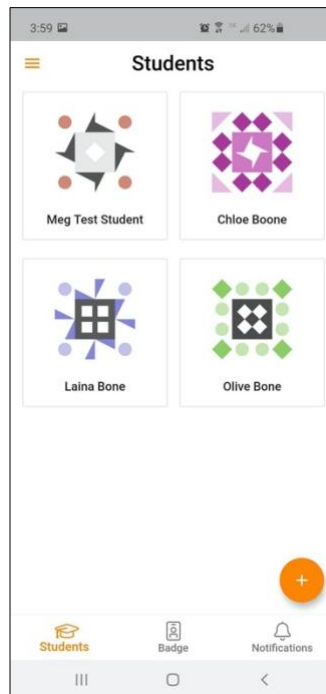 3:59 62%
Students
Meg Test Student Chloe Boone
Laina Bone Olive Bone
+
Students Badge Notifications